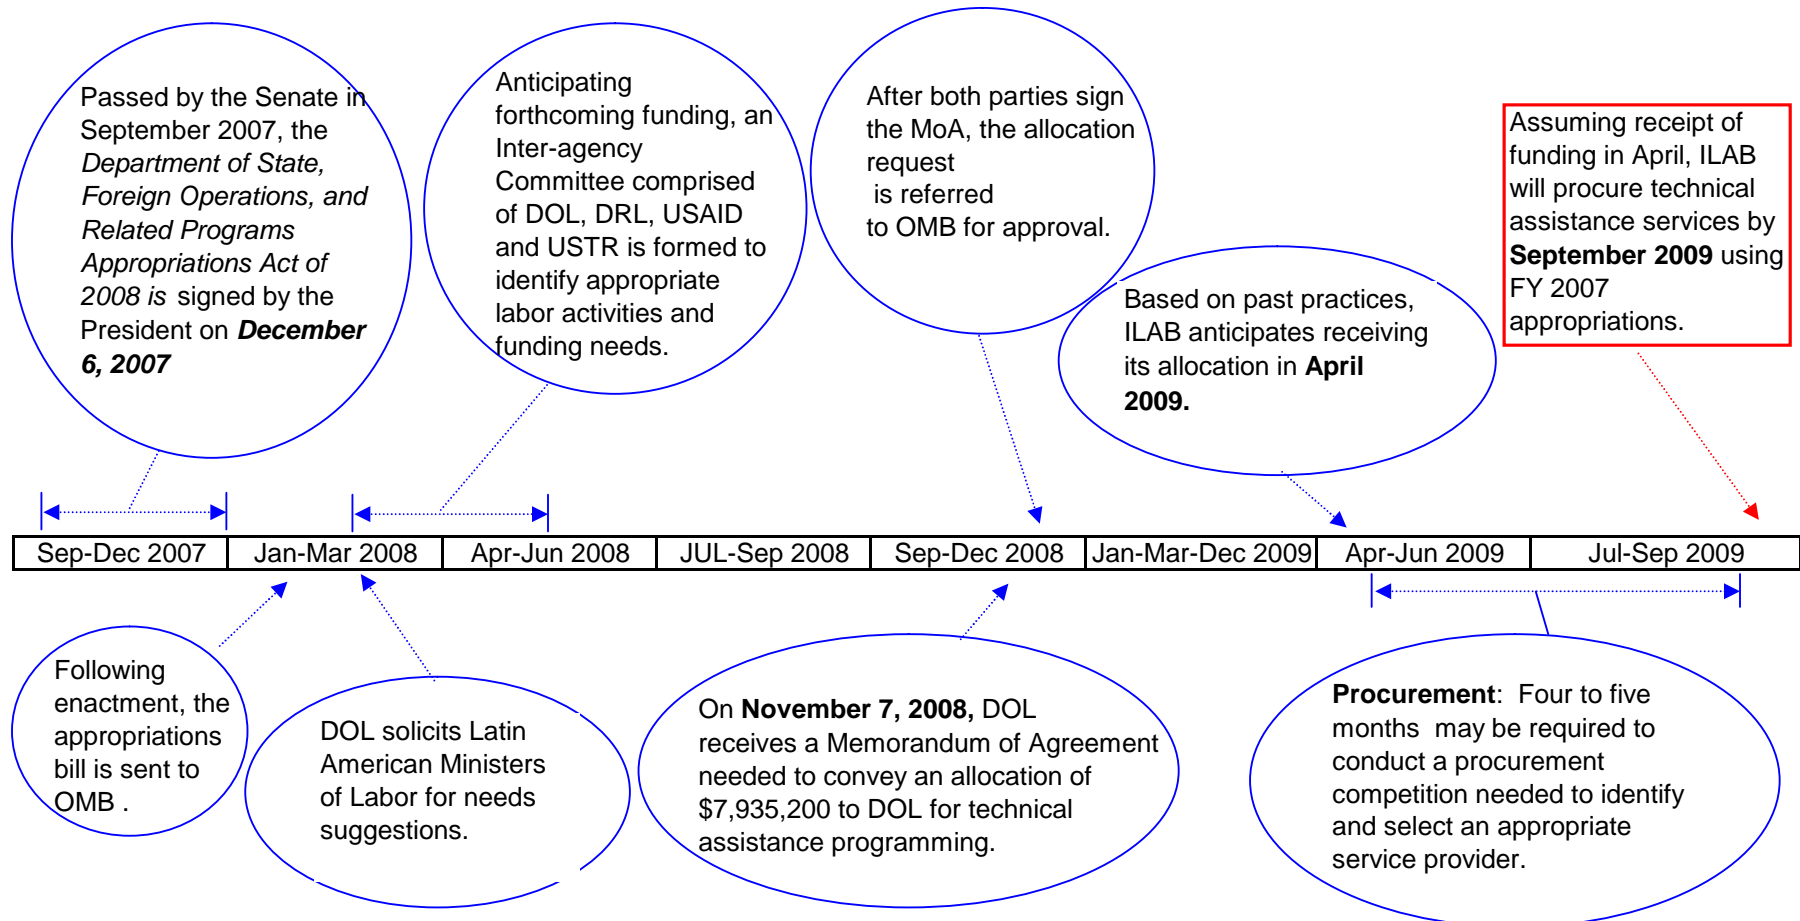 Passed by the Senate in
September 2007, the
Department of State,
Foreign Operations, and
Related Programs
Appropriations Act of
2008 is signed by the
President on December
6, 2007
Anticipating
forthcoming funding, an
Inter-agency
Committee comprised
of DOL, DRL, USAID
and USTR is formed to
identify appropriate
labor activities and
funding needs.
After both parties sign
the MoA, the allocation
request
is referred
to OMB for approval.
Based on past practices,
ILAB anticipates receiving
its allocation in April
2009.
Assuming receipt of
funding in April, ILAB
will procure technical
assistance services by
September 2009 using
FY 2007
appropriations.
Sep-Dec 2007
Jan-Mar 2008
Apr-Jun 2008
JUL-Sep 2008
Sep-Dec 2008
Jan-Mar-Dec 2009
Apr-Jun 2009
Jul-Sep 2009
Following
enactment, the
appropriations
bill is sent to
OMB .
DOL solicits Latin
American Ministers
of Labor for needs
suggestions.
On November 7, 2008, DOL
receives a Memorandum of Agreement
needed to convey an allocation of
$7,935,200 to DOL for technical
assistance programming.
Procurement: Four to five
months may be required to
conduct a procurement
competition needed to identify
and select an appropriate
service provider.